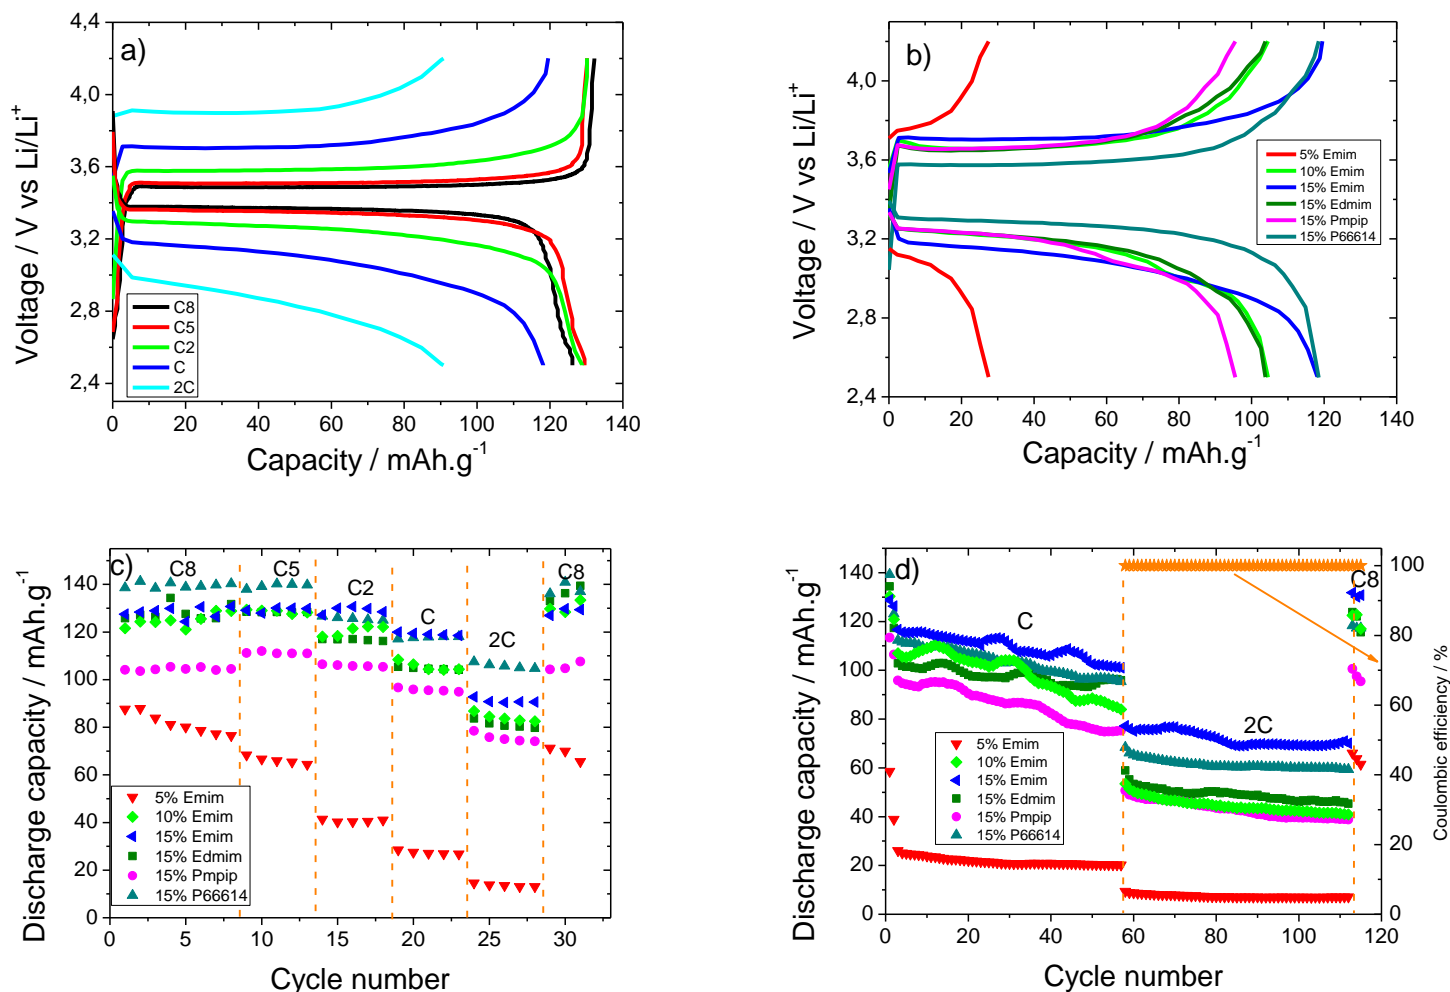 a)
4,4
4,0
3,6
3,2
2,8
2,4
Voltage / V vs Li/Li+
C8
C5
C2
C
2C
0 20 40 60 80 100 120 140
Capacity / mAh.g-1
b)
4,0
3,6
3,2
2,8
2,4
Voltage / V vs Li/Li+
5% Emim
10% Emim
15% Emim
15% Edmim
15% Pmpip
15% P66614
0 20 40 60 80 100 120 140
Capacity / mAh.g-1
c)
C8 C5 C2 C 2C C8
140
120
100
80
60
40
20
0
Discharge capacity / mAh.g-1
5% Emim
10% Emim
15% Emim
15% Edmim
15% Pmpip
15% P66614
0 5 10 15 20 25 30
Cycle number
d)
C 2C C8
140
120
100
80
60
40
20
0
Discharge capacity / mAh.g-1
5% Emim
10% Emim
15% Emim
15% Edmim
15% Pmpip
15% P66614
100
80
60
40
20
0
Coulombic efficiency / %
0 20 40 60 80 100 120
Cycle number